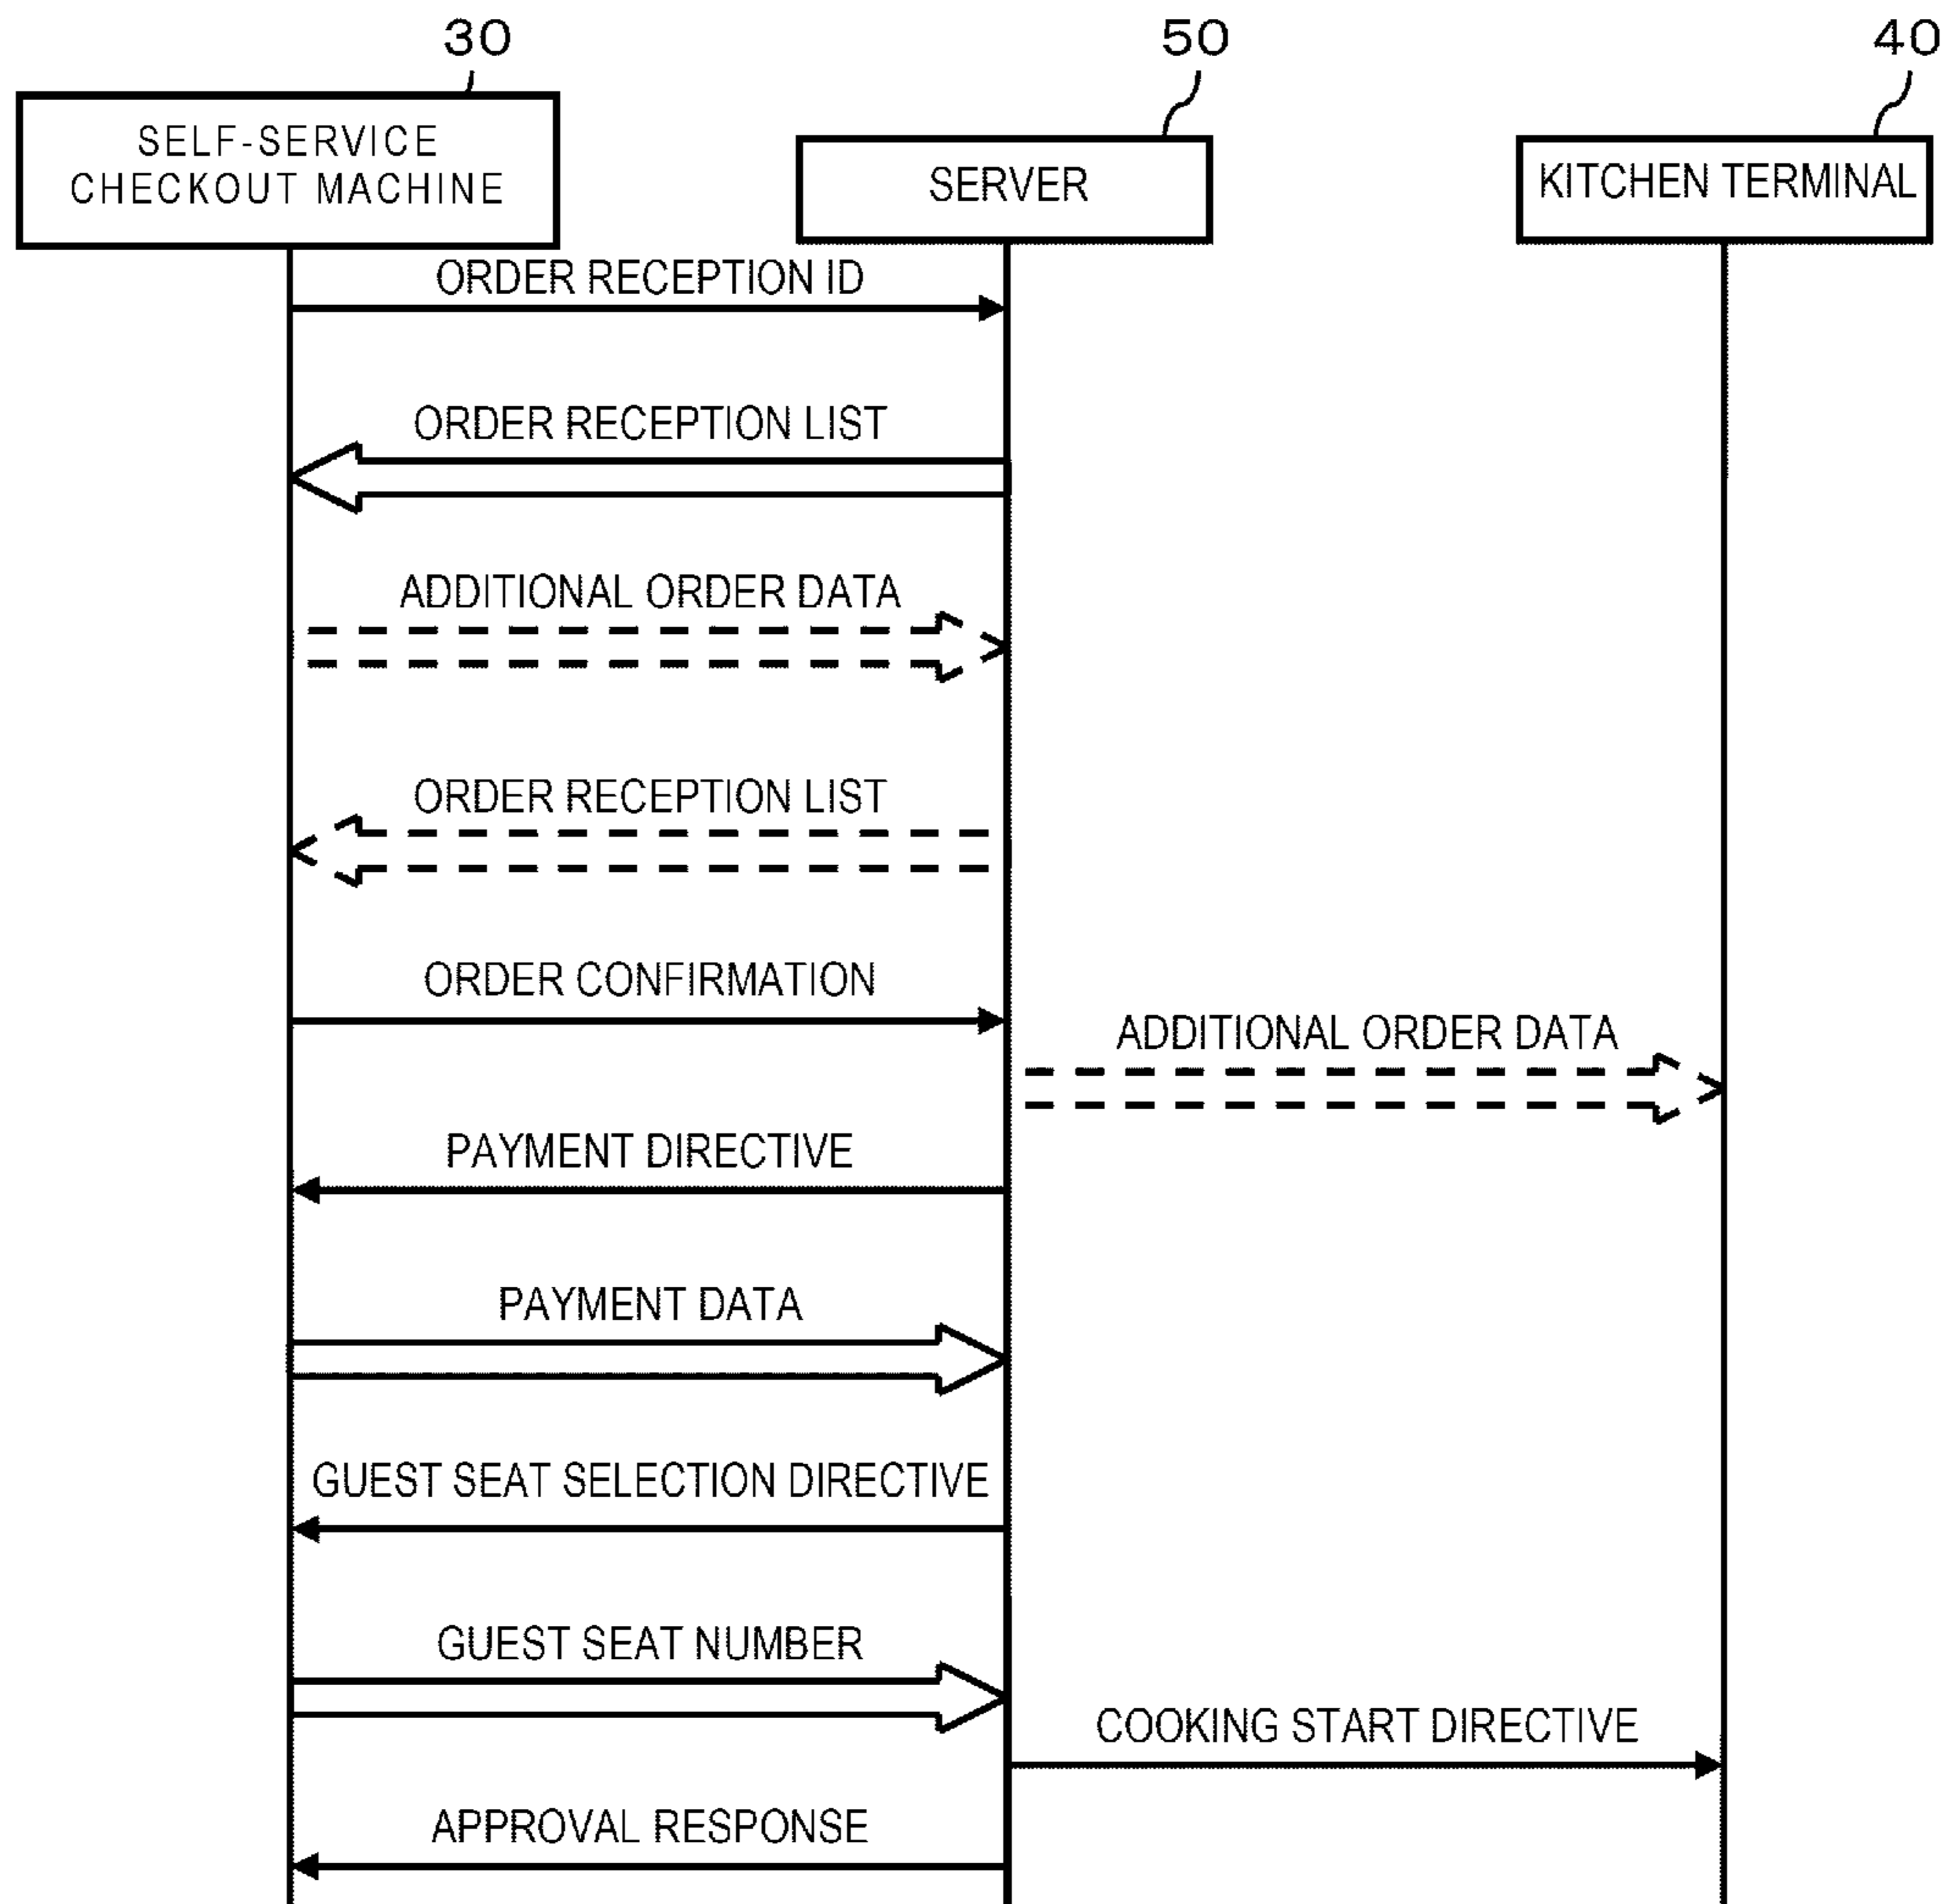 30
50
40
SELF-SERVICE
CHECKOUT MACHINE
SERVER
KITCHEN TERMINAL
ORDER RECEPTION ID
ORDER RECEPTION LIST
ADDITIONAL ORDER DATA
ORDER RECEPTION LIST
ORDER CONFIRMATION
ADDITIONAL ORDER DATA
PAYMENT DIRECTIVE
PAYMENT DATA
GUEST SEAT SELECTION DIRECTIVE
GUEST SEAT NUMBER
COOKING START DIRECTIVE
APPROVAL RESPONSE